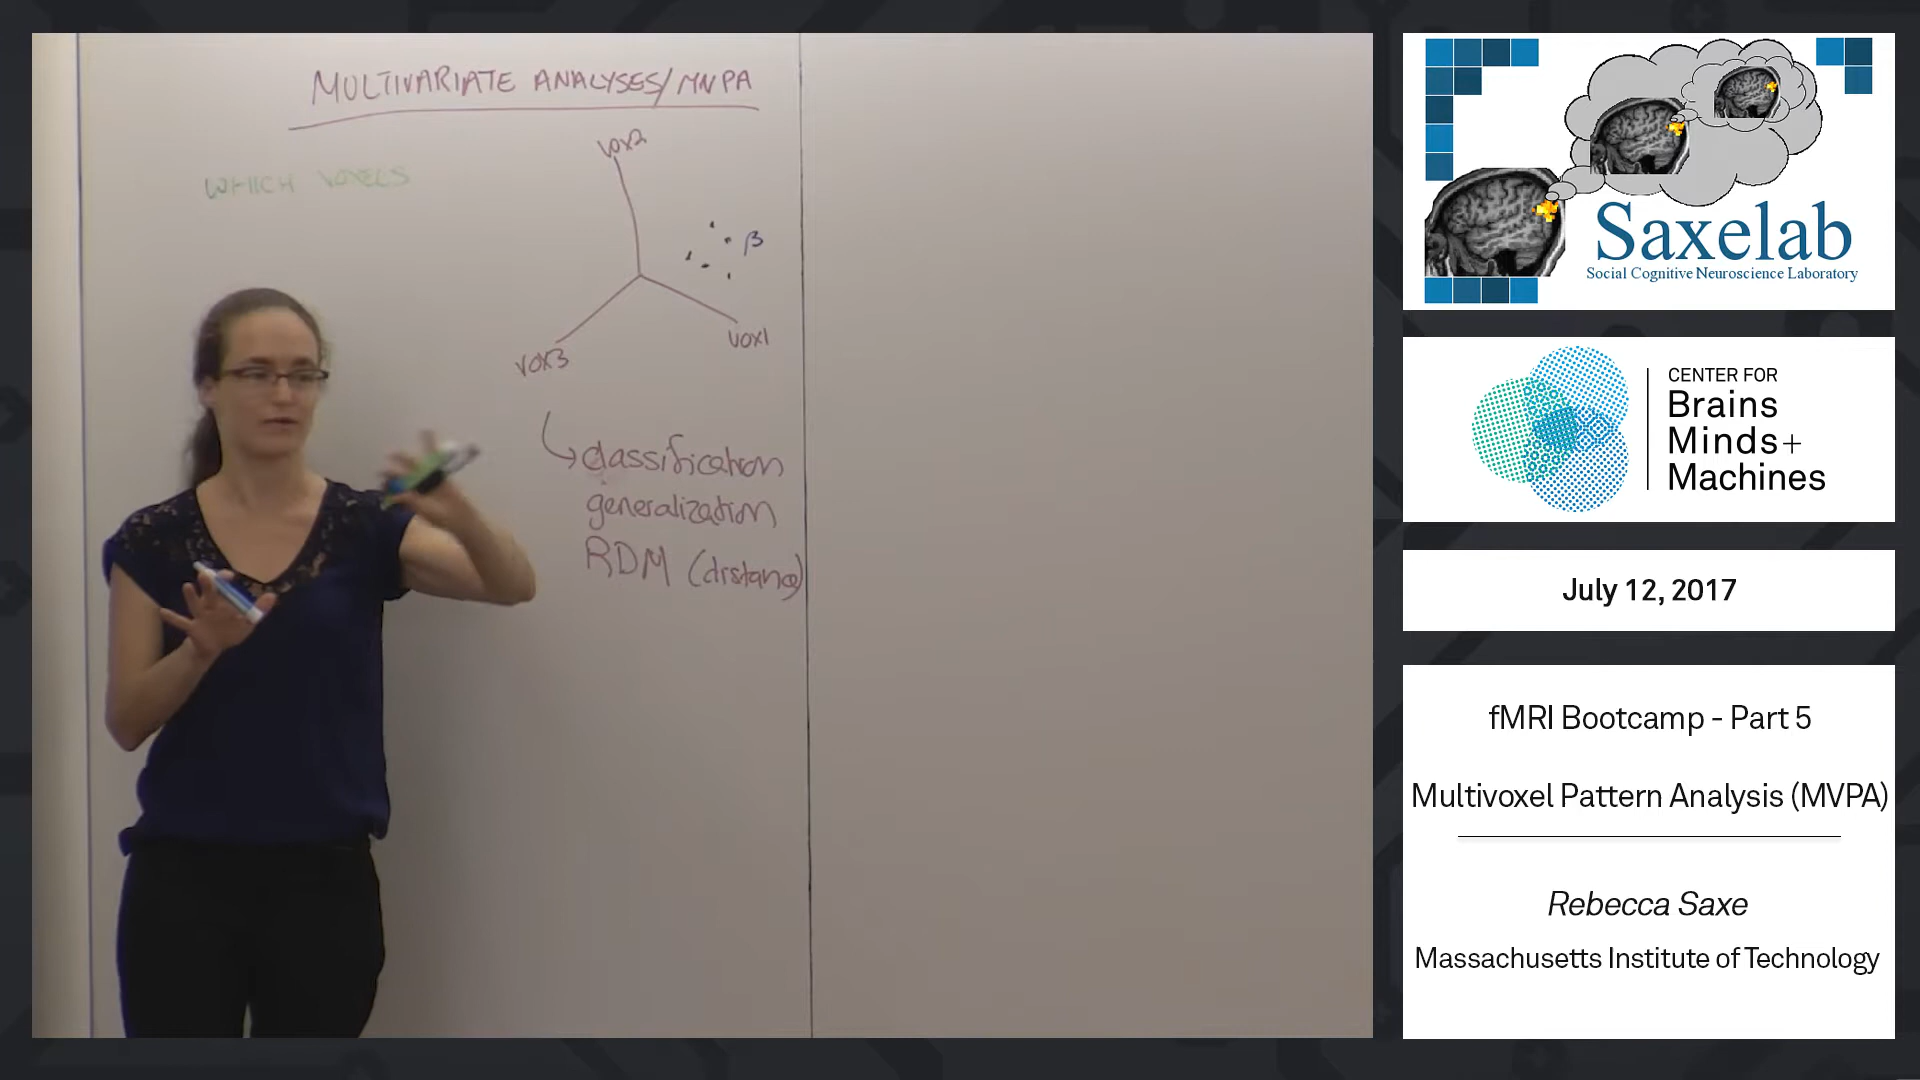 MULTIVARIATE ANALYSES/MVPA
WHICH VOXELS
VOX2
β
VOX1
VOX3
classification
generalization
RDM (distance)
Saxelab
Social Cognitive Neuroscience Laboratory
CENTER FOR
Brains
Minds+
Machines
July 12, 2017
fMRI Bootcamp - Part 5
Multivoxel Pattern Analysis (MVPA)
Rebecca Saxe
Massachusetts Institute of Technology